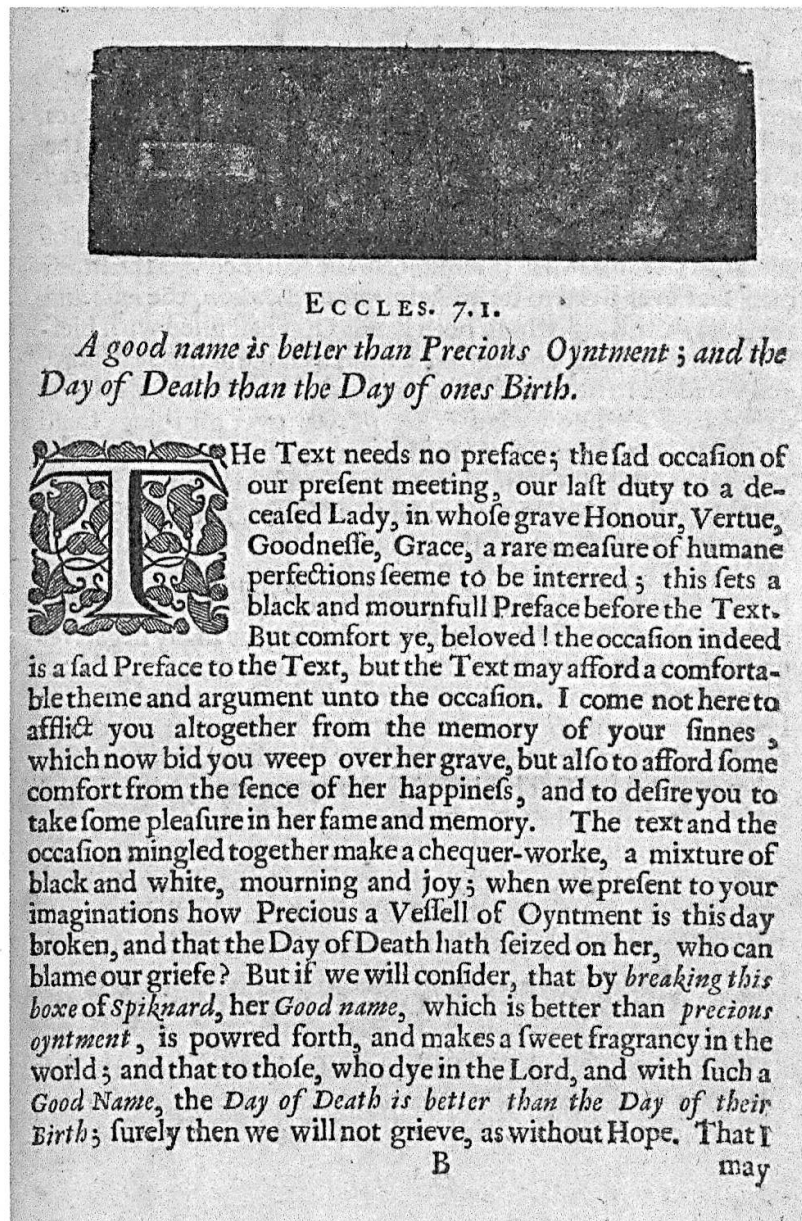 ECCLES. 7.1.
A good name is better than Precious Oyntment; and the
Day of Death than the Day of ones Birth.
THe Text needs no preface; the ſad occaſion of
our preſent meeting, our laſt duty to a de-
ceaſed Lady, in whoſe grave Honour, Vertue,
Goodneſſe, Grace, a rare meaſure of humane
perfections ſeeme to be interred; this ſets a
black and mournfull Preface before the Text.
But comfort ye, beloved! the occaſion indeed
is a ſad Preface to the Text, but the Text may afford a comforta-
ble theme and argument unto the occaſion. I come not here to
afflict you altogether from the memory of your ſinnes,
which now bid you weep over her grave, but alſo to afford ſome
comfort from the ſence of her happineſs, and to deſire you to
take ſome pleaſure in her fame and memory. The text and the
occaſion mingled together make a chequer-worke, a mixture of
black and white, mourning and joy; when we preſent to your
imaginations how Precious a Veſſell of Oyntment is this day
broken, and that the Day of Death hath ſeized on her, who can
blame our griefe? But if we will conſider, that by breaking this
boxe of Spiknard, her Good name, which is better than precious
oyntment, is powred forth, and makes a ſweet fragrancy in the
world; and that to thoſe, who dye in the Lord, and with ſuch a
Good Name, the Day of Death is better than the Day of their
Birth; ſurely then we will not grieve, as without Hope. That I
B may